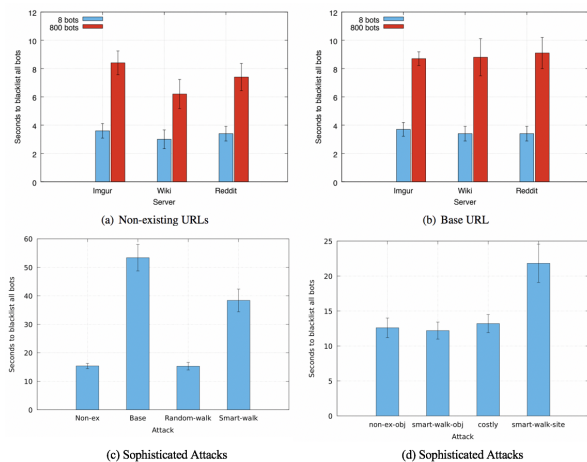 8 bots
800 bots
Seconds to blacklist all bots
12
10
8
6
4
2
0
Imgur Wiki Reddit
Server
(a) Non-existing URLs
8 bots
800 bots
Seconds to blacklist all bots
12
10
8
6
4
2
0
Imgur Wiki Reddit
Server
(b) Base URL
Seconds to blacklist all bots
60
50
40
30
20
10
0
Non-ex Base Random-walk Smart-walk
Attack
(c) Sophisticated Attacks
Seconds to blacklist all bots
25
20
15
10
5
0
non-ex-obj smart-walk-obj costly smart-walk-site
Attack
(d) Sophisticated Attacks